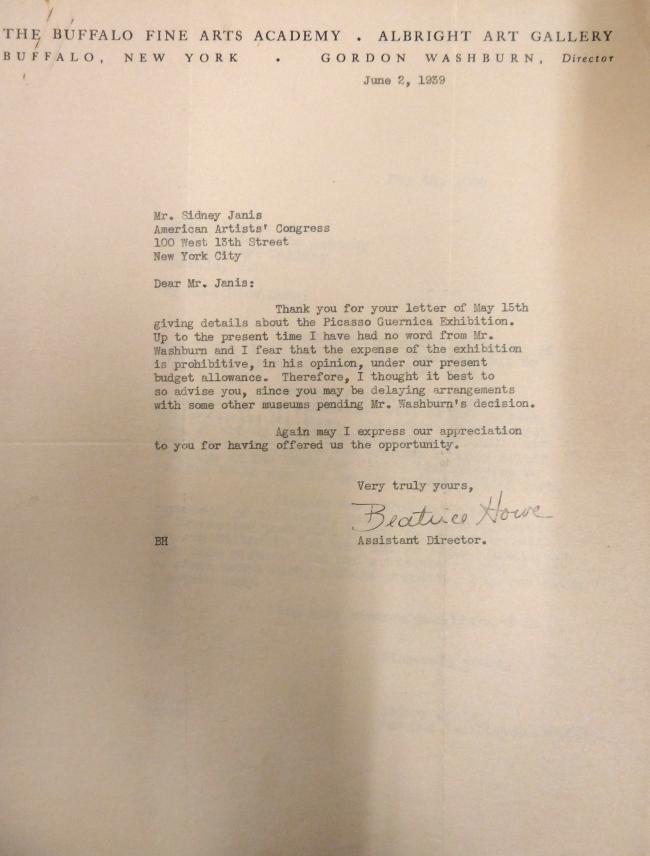 THE BUFFALO FINE ARTS ACADEMY . ALBRIGHT ART GALLERY
BUFFALO, NEW YORK . GORDON WASHBURN, Director
June 2, 1939
Mr. Sidney Janis
American Artists' Congress
100 West 13th Street
New York City
Dear Mr. Janis:
Thank you for your letter of May 15th
giving details about the Picasso Guernica Exhibition.
Up to the present time I have had no word from Mr.
Washburn and I fear that the expense of the exhibition
is prohibitive, in his opinion, under our present
budget allowance. Therefore, I thought it best to
so advise you, since you may be delaying arrangements
with some other museums pending Mr. Washburn's decision.
Again may I express our appreciation
to you for having offered us the opportunity.
Very truly yours,
Beatrice Howe
BH Assistant Director.